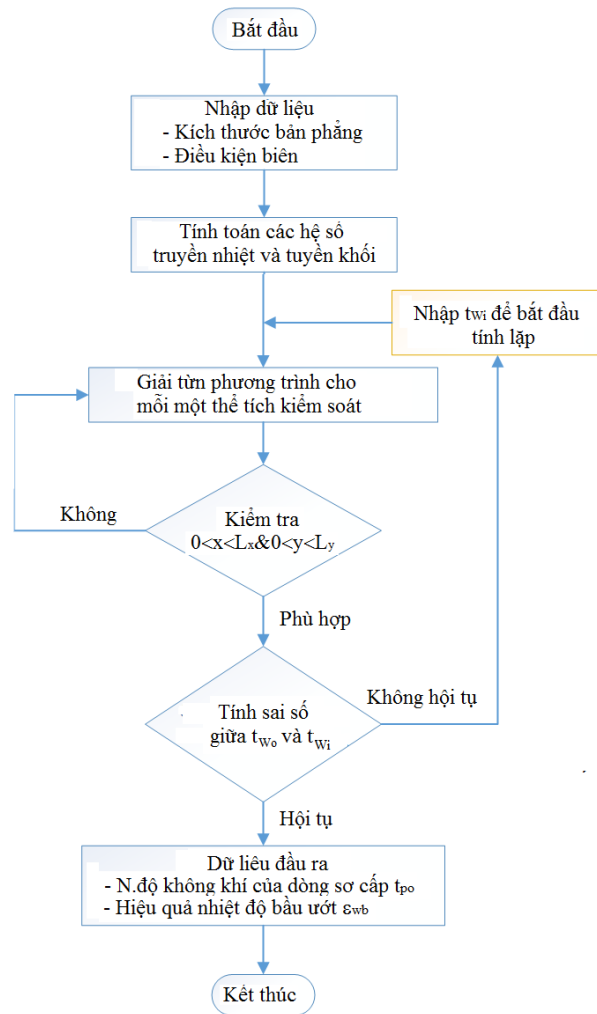 Bắt đầu
Nhập dữ liệu
- Kích thước bản phẳng
- Điều kiện biên
Tính toán các hệ số
truyền nhiệt và tuyền khối
Nhập twi để bắt đầu
tính lặp
Giải từn phương trình cho
mỗi một thể tích kiểm soát
Không
Kiểm tra
0<x<Lx&0<y<Ly
Phù hợp
Không hội tụ
Tính sai số
giữa tWo và tWi
Hội tụ
Dữ liêu đầu ra
- N.độ không khí của dòng sơ cấp tpo
- Hiệu quả nhiệt độ bầu ướt εwb
Kết thúc